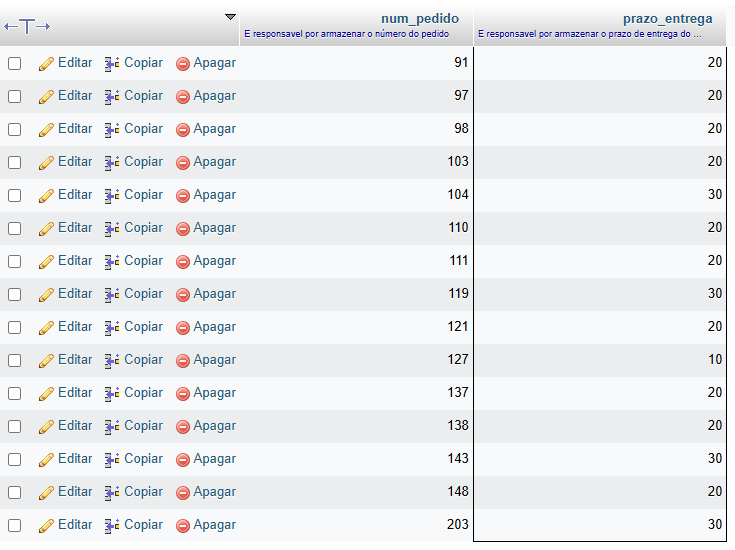 num_pedido prazo_entrega
E responsavel por armazenar o número do pedido E responsavel por armazenar o prazo de entrega do ...
Editar Copiar Apagar 91 20
Editar Copiar Apagar 97 20
Editar Copiar Apagar 98 20
Editar Copiar Apagar 103 20
Editar Copiar Apagar 104 30
Editar Copiar Apagar 110 20
Editar Copiar Apagar 111 20
Editar Copiar Apagar 119 30
Editar Copiar Apagar 121 20
Editar Copiar Apagar 127 10
Editar Copiar Apagar 137 20
Editar Copiar Apagar 138 20
Editar Copiar Apagar 143 30
Editar Copiar Apagar 148 20
Editar Copiar Apagar 203 30